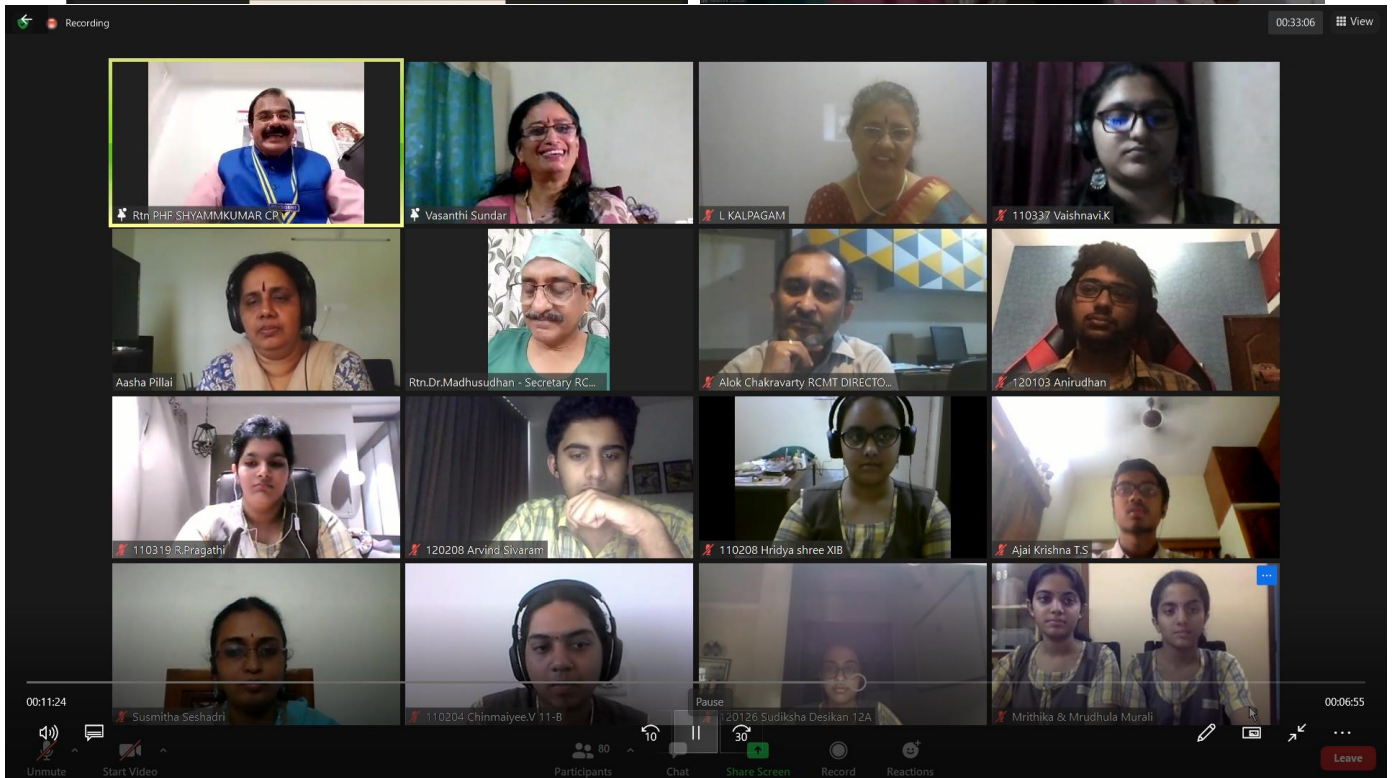 Recording
00:33:06
View
Rtn PHF SHYAMMKUMAR CP
Vasanthi Sundar
L KALPAGAM
110337 Vaishnavi.K
Aasha Pillai
Rtn.Dr.Madhusudhan - Secretary RC...
Alok Chakravarty RCMT DIRECTO...
120103 Anirudhan
110319 R.Pragathi
120208 Arvind Sivaram
110208 Hridya shree XIB
Ajai Krishna T.S
Susmitha Seshadri
110204 Chinmaiyee.V 11-B
120126 Sudiksha Desikan 12A
Mrithika & Mrudhula Murali
00:11:24
Pause
00:06:55
10
30
80
Unmute
Start Video
Participants
Chat
Share Screen
Record
Reactions
Leave